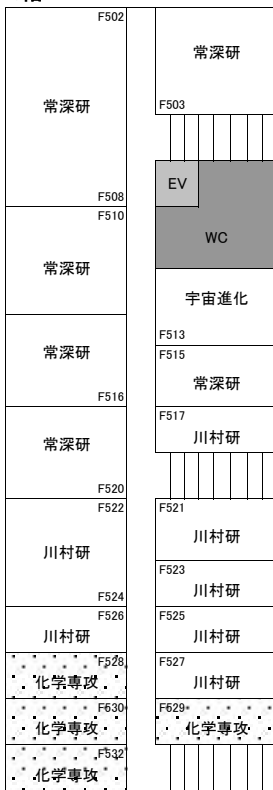 F502
常深研
F508
F510
常深研
常深研
F516
常深研
F520
F522
川村研
F524
F526
川村研
F528
化学専攻
F630
化学専攻
F532
化学専攻
常深研
F503
EV
WC
宇宙進化
F513
F515
常深研
F517
川村研
F521
川村研
F523
川村研
F525
川村研
F527
川村研
F629
化学専攻